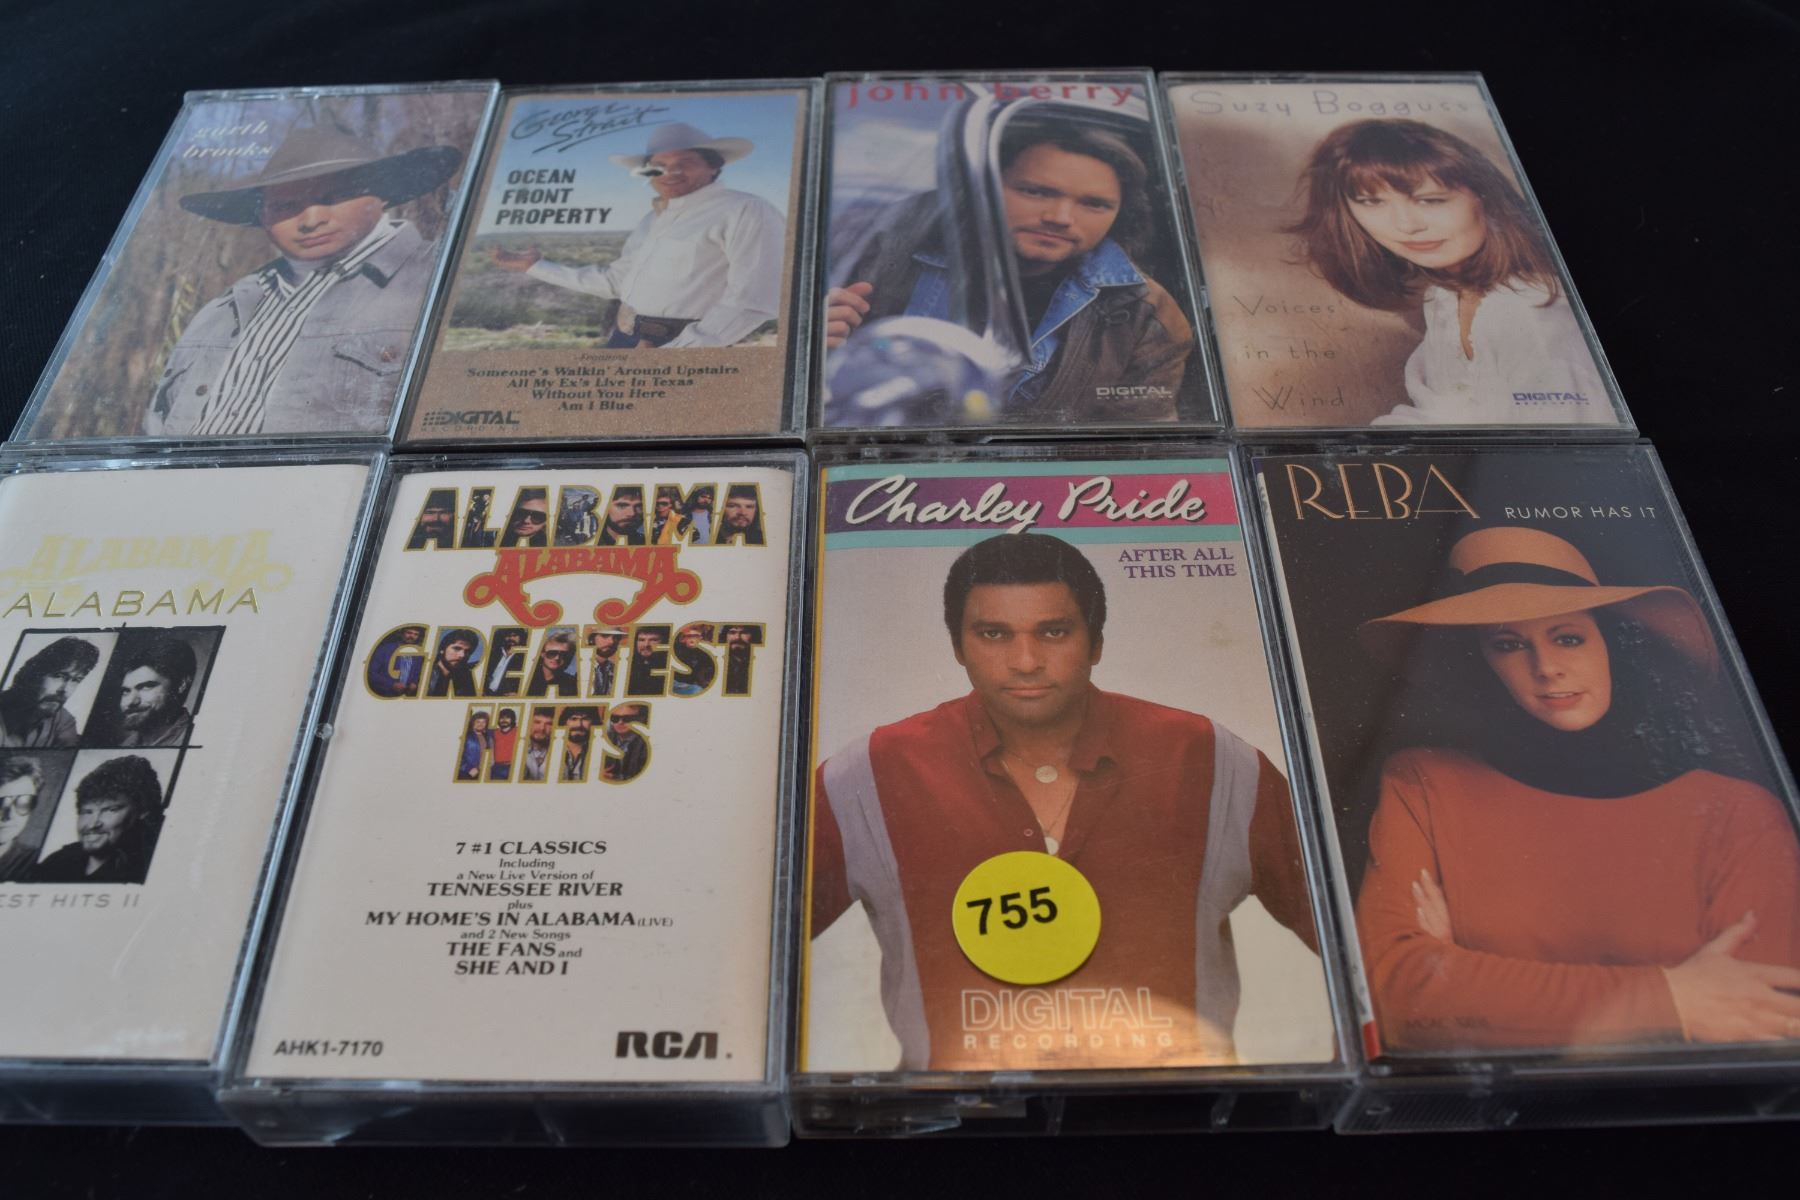 garth
brooks
George
Strait
OCEAN
FRONT
PROPERTY
-Featuring-
Someone's Walkin' Around Upstairs
All My Ex's Live In Texas
Without You Here
Am I Blue
DIGITAL
RECORDING
john berry
DIGITAL
Suzy Bogguss
Voices
in the
Wind
DIGITAL
RECORDING
ALABAMA
ALABAMA
EST HITS II
ALABAMA
ALABAMA
GREATEST
HITS
7 #1 CLASSICS
Including
a New Live Version of
TENNESSEE RIVER
plus
MY HOME'S IN ALABAMA (LIVE)
and 2 New Songs
THE FANS and
SHE AND I
AHK1-7170
RCA.
Charley Pride
AFTER ALL
THIS TIME
755
DIGITAL
RECORDING
REBA
RUMOR HAS IT